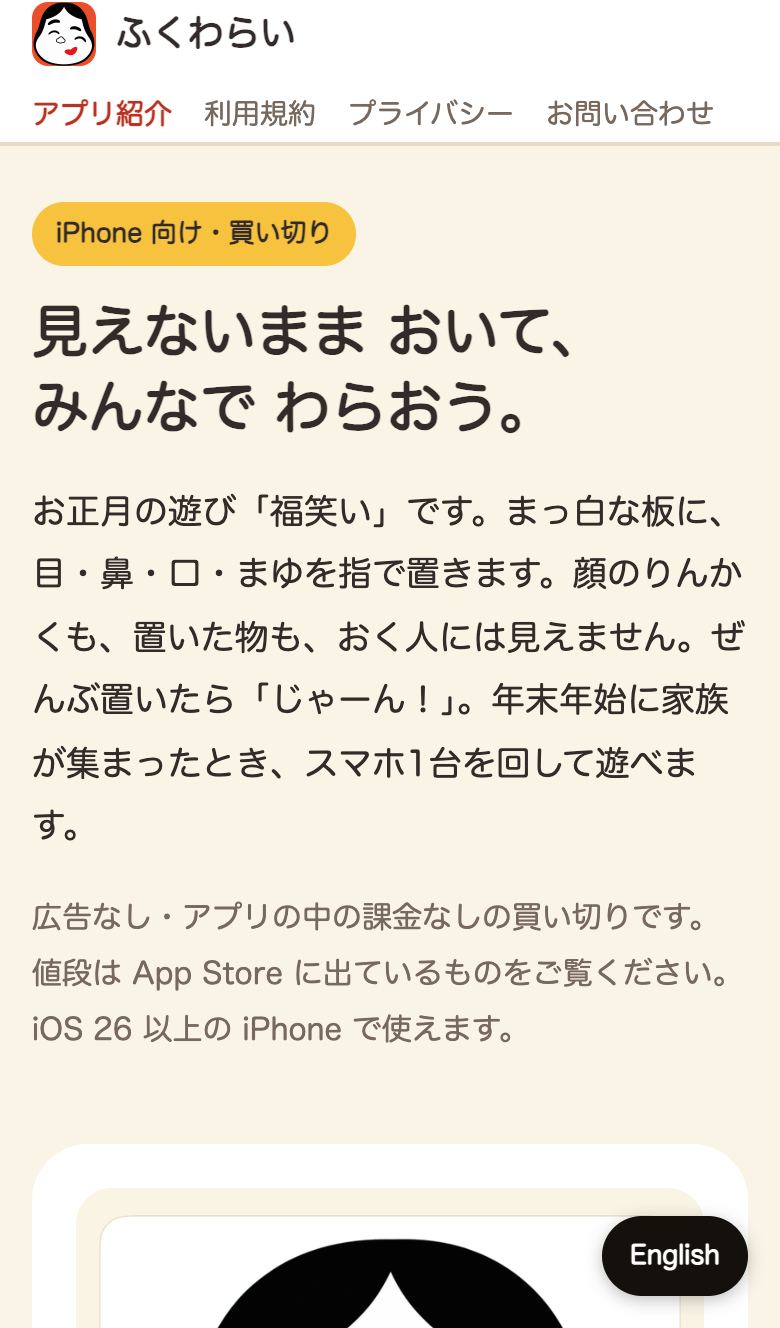 ふくわらい
アプリ紹介 利用規約 プライバシー お問い合わせ
iPhone 向け・買い切り
見えないまま おいて、
みんなで わらおう。
お正月の遊び「福笑い」です。まっ白な板に、
目・鼻・口・まゆを指で置きます。顔のりんか
くも、置いた物も、おく人には見えません。ぜ
んぶ置いたら「じゃーん！」。年末年始に家族
が集まったとき、スマホ1台を回して遊べま
す。
広告なし・アプリの中の課金なしの買い切りです。
値段は App Store に出ているものをご覧ください。
iOS 26 以上の iPhone で使えます。
English